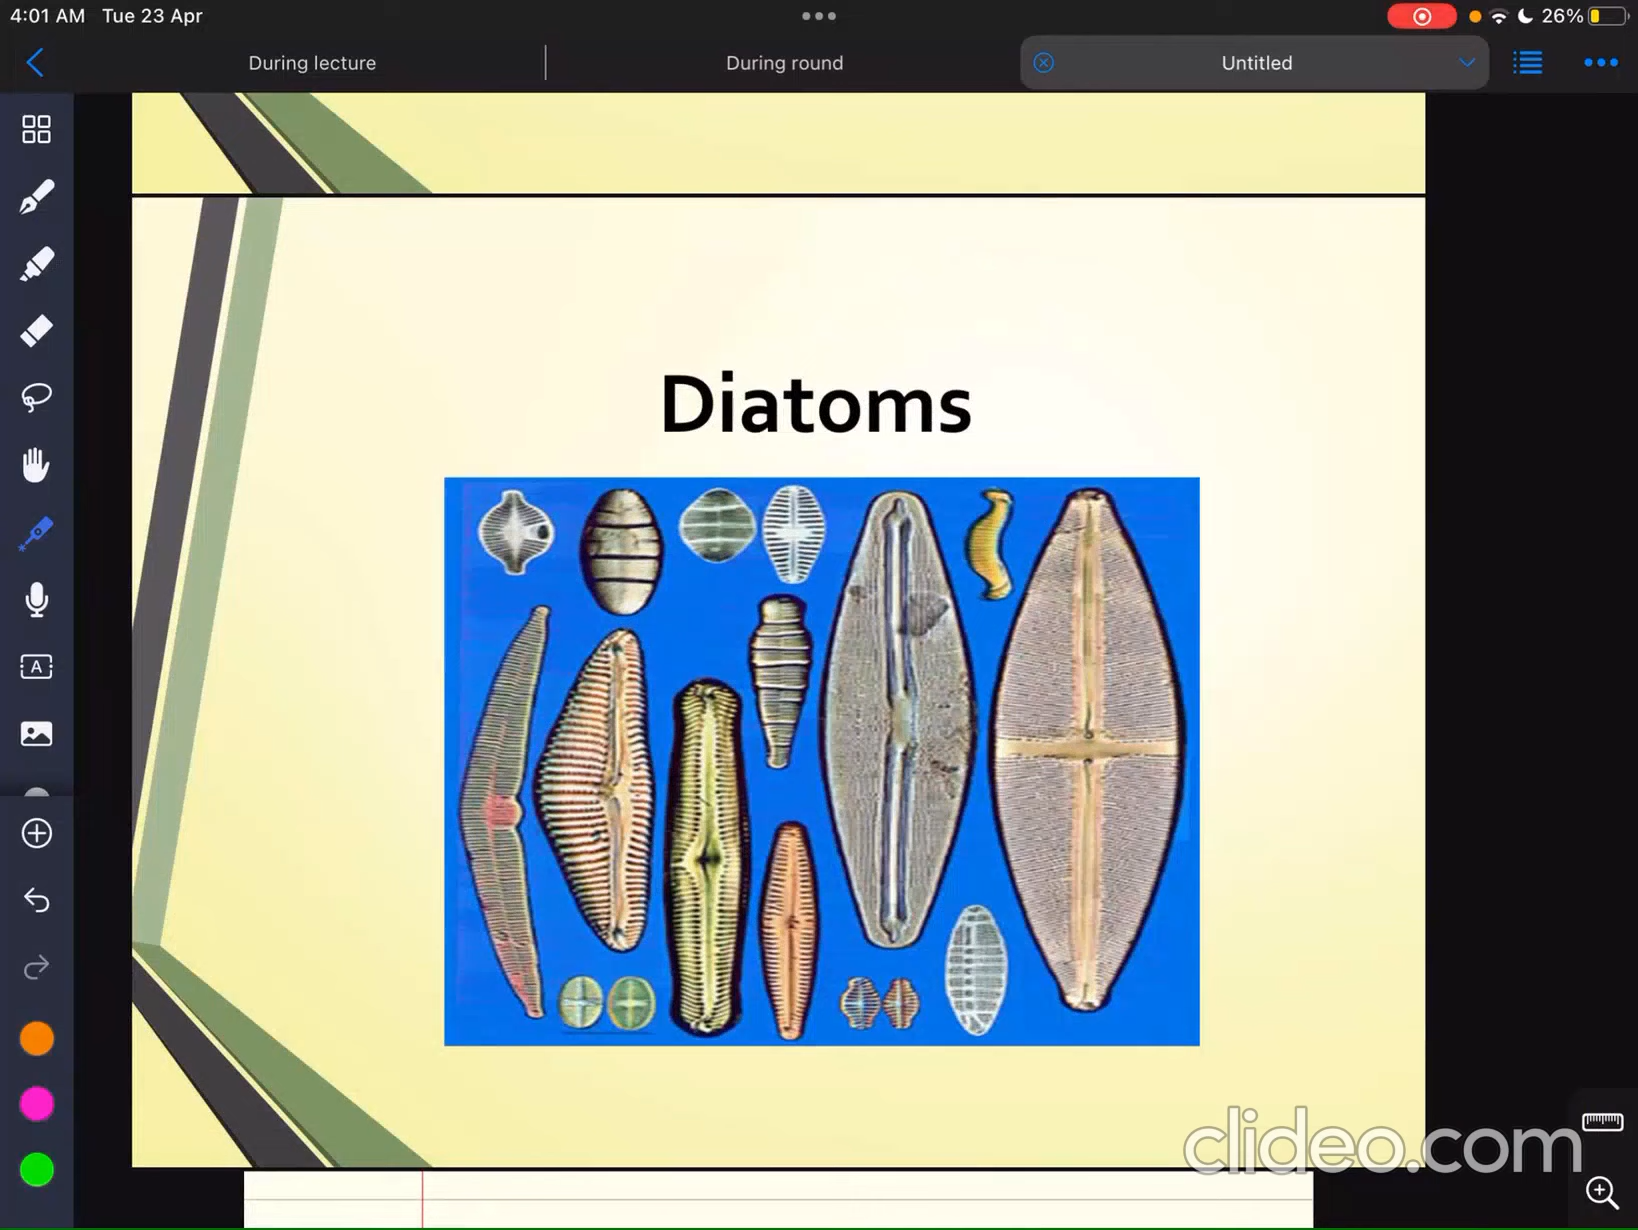 4:01 AM Tue 23 Apr
26%
During lecture
During round
Untitled
A
Diatoms
clideo.com